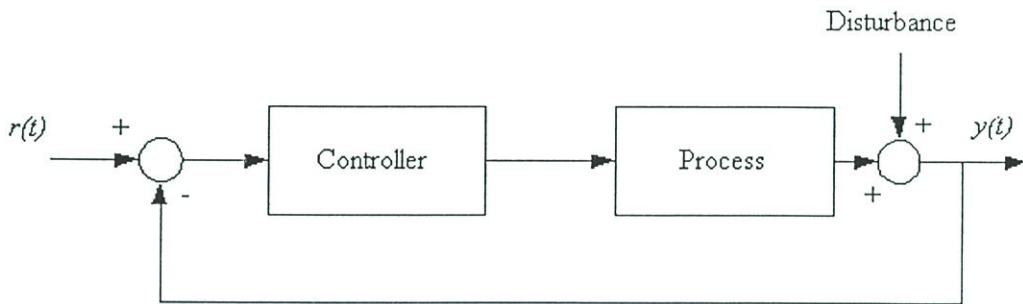 Disturbance
r(t)
+
-
Controller
Process
+
+
y(t)